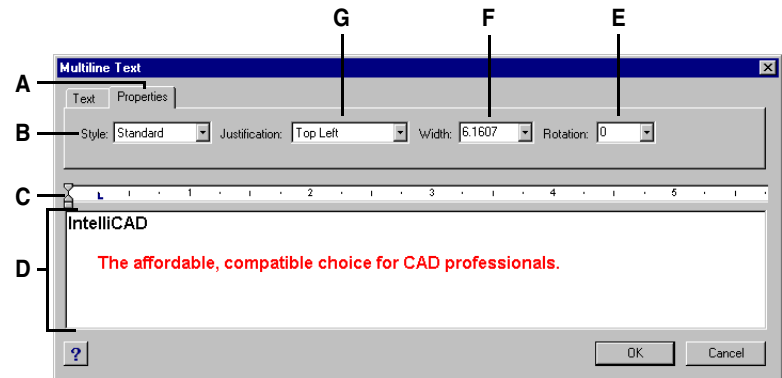 G F E
Multiline Text
A
Text Properties
B Style: Standard Justification: Top Left Width: 6.1607 Rotation: 0
C 1 2 3 4 5
IntelliCAD
D The affordable, compatible choice for CAD professionals.
? OK Cancel